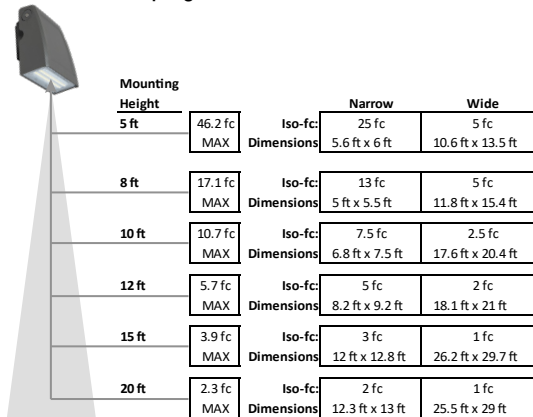 Mounting
Height Narrow Wide
5 ft 46.2 fc Iso-fc: 25 fc 5 fc
MAX Dimensions 5.6 ft x 6 ft 10.6 ft x 13.5 ft
8 ft 17.1 fc Iso-fc: 13 fc 5 fc
MAX Dimensions 5 ft x 5.5 ft 11.8 ft x 15.4 ft
10 ft 10.7 fc Iso-fc: 7.5 fc 2.5 fc
MAX Dimensions 6.8 ft x 7.5 ft 17.6 ft x 20.4 ft
12 ft 5.7 fc Iso-fc: 5 fc 2 fc
MAX Dimensions 8.2 ft x 9.2 ft 18.1 ft x 21 ft
15 ft 3.9 fc Iso-fc: 3 fc 1 fc
MAX Dimensions 12 ft x 12.8 ft 26.2 ft x 29.7 ft
20 ft 2.3 fc Iso-fc: 2 fc 1 fc
MAX Dimensions 12.3 ft x 13 ft 25.5 ft x 29 ft